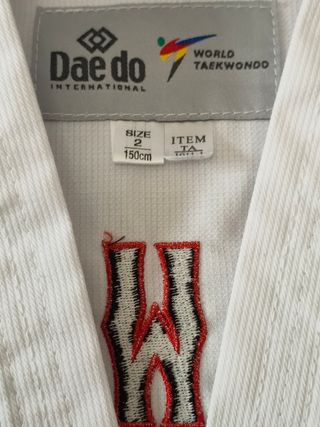 Dae do
INTERNATIONAL
WORLD
TAEKWONDO
SIZE
2
150cm
ITEM
TA
W